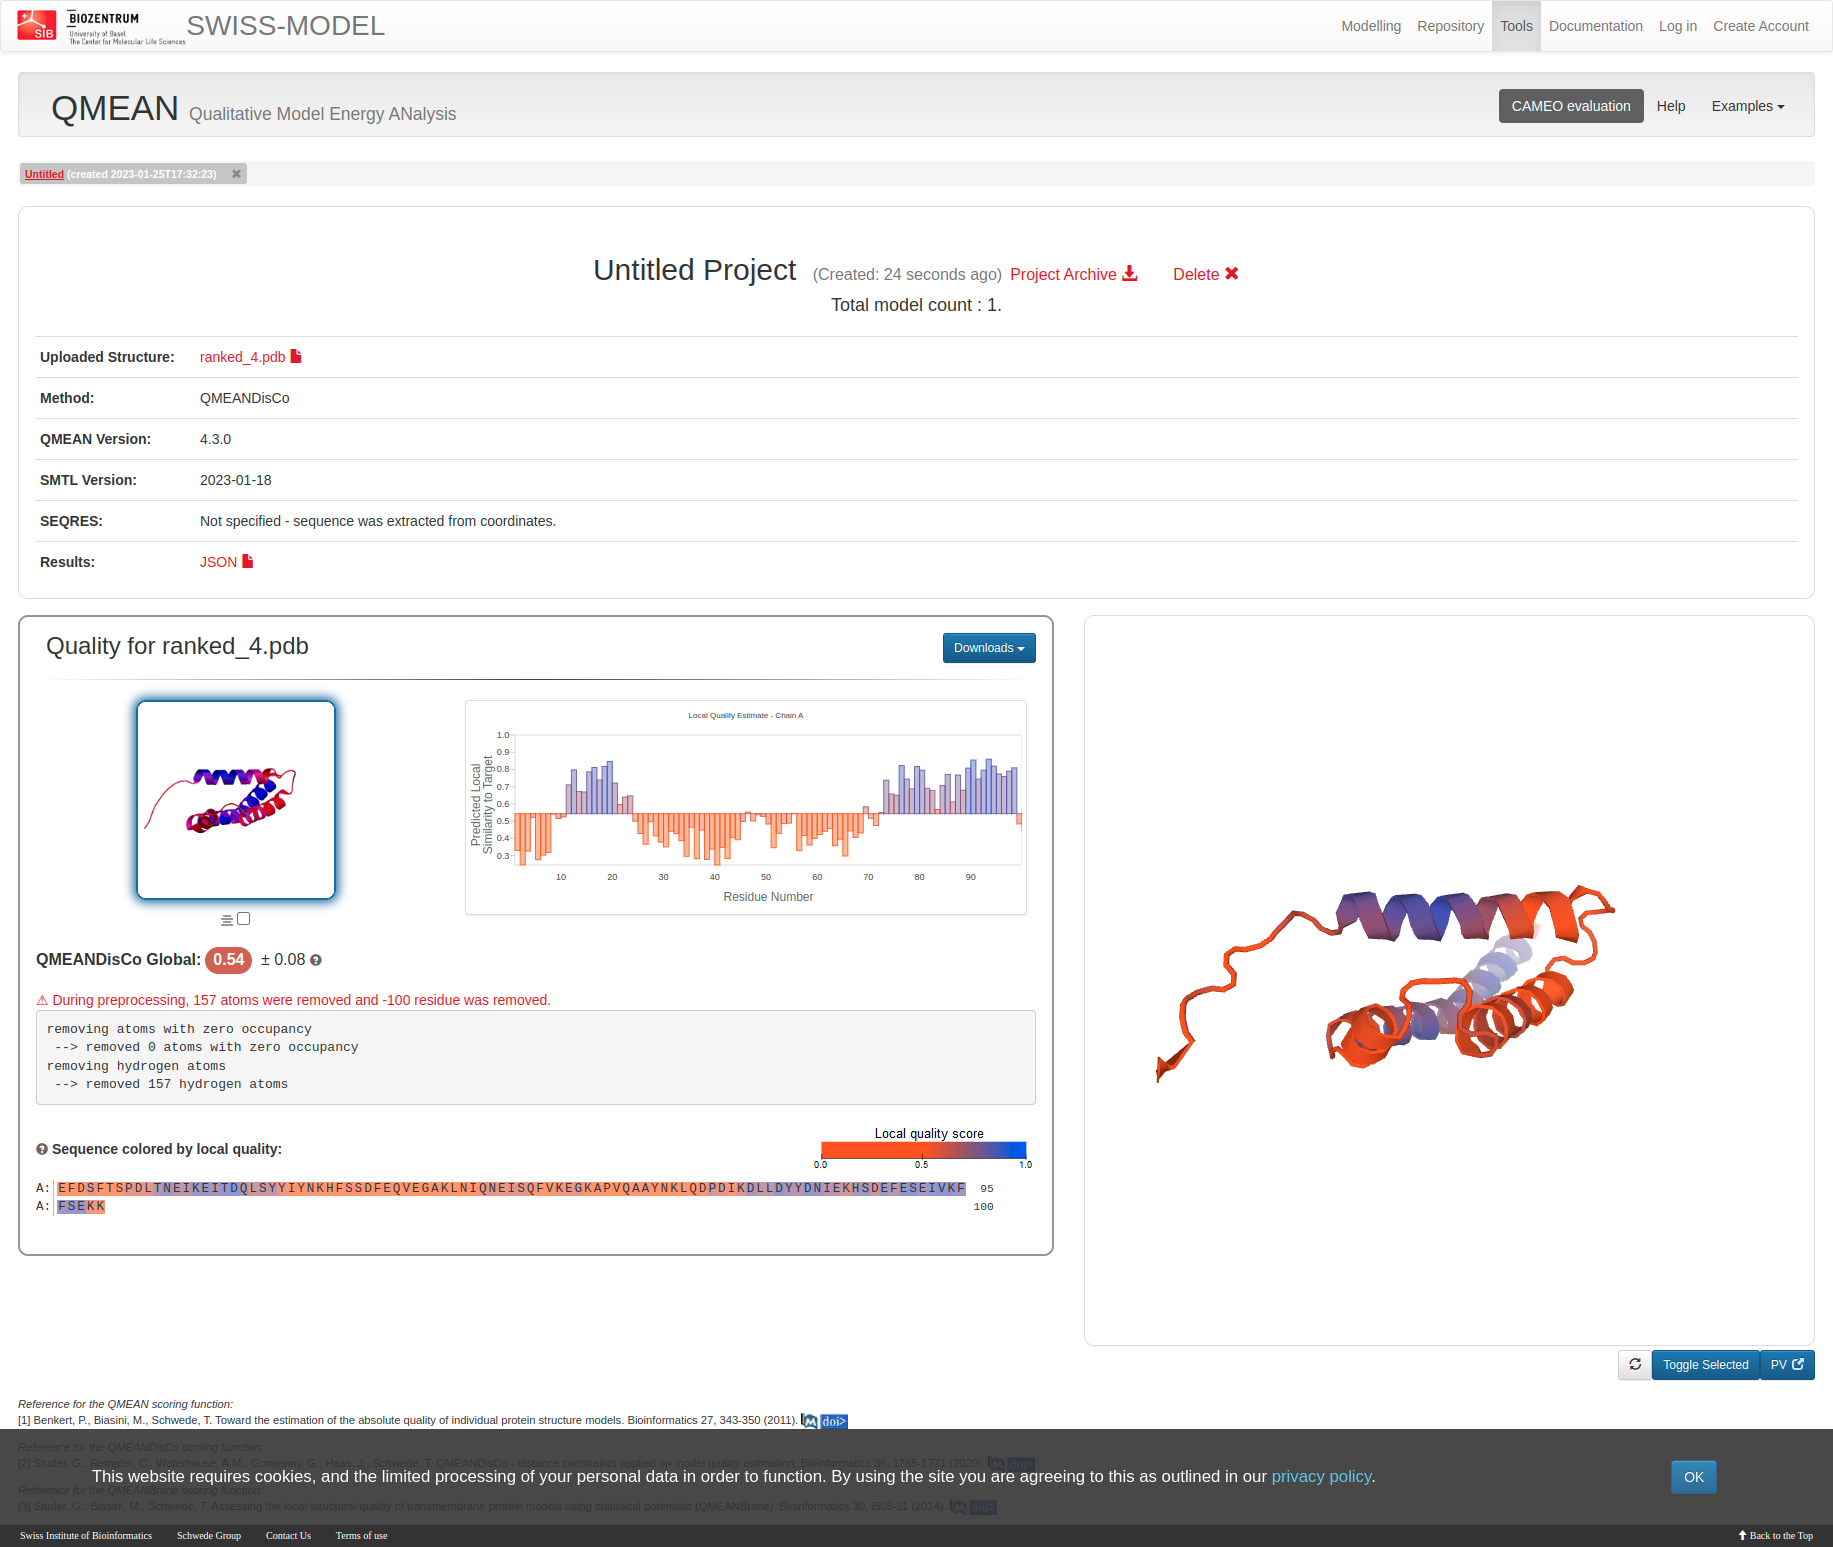 SIB
BIOZENTRUM
University of Basel
The Center for Molecular Life Sciences
SWISS-MODEL
Modelling
Repository
Tools
Documentation
Log in
Create Account
QMEAN Qualitative Model Energy ANalysis
CAMEO evaluation
Help
Examples
Untitled (created 2023-01-25T17:32:23)
Untitled Project (Created: 24 seconds ago) Project Archive Delete
Total model count : 1.
Uploaded Structure: ranked_4.pdb
Method: QMEANDisCo
QMEAN Version: 4.3.0
SMTL Version: 2023-01-18
SEQRES: Not specified - sequence was extracted from coordinates.
Results: JSON
Quality for ranked_4.pdb
Downloads
Local Quality Estimate - Chain A
Predicted Local
Similarity to Target
1.0
0.9
0.8
0.7
0.6
0.5
0.4
0.3
10 20 30 40 50 60 70 80 90
Residue Number
QMEANDisCo Global: 0.54 ± 0.08
During preprocessing, 157 atoms were removed and -100 residue was removed.
removing atoms with zero occupancy
--> removed 0 atoms with zero occupancy
removing hydrogen atoms
--> removed 157 hydrogen atoms
Sequence colored by local quality:
Local quality score
0.0 0.5 1.0
A: EFDSFTSPDLTNEIKEITDQLSYYIYNKHFSSDFEQVEGAKLNIQNEISQFVKEGKAPVQAAYNKLQDPDIKDLLDYYDNIEKHSDEFESEIVKF 95
A: FSEKK 100
Toggle Selected
PV
Reference for the QMEAN scoring function:
[1] Benkert, P., Biasini, M., Schwede, T. Toward the estimation of the absolute quality of individual protein structure models. Bioinformatics 27, 343-350 (2011). M doi>
Reference for the QMEANDisCo scoring function:
[2] Studer, G., Rempfer, C., Waterhouse, A.M., Gumienny, G., Haas, J., Schwede, T. QMEANDisCo - distance constraints applied on model quality estimation. Bioinformatics 36, 1765-1771 (2020). M doi>
This website requires cookies, and the limited processing of your personal data in order to function. By using the site you are agreeing to this as outlined in our privacy policy.
OK
Reference for the QMEANBrane scoring function:
[3] Studer, G., Biasini, M., Schwede, T. Assessing the local structural quality of transmembrane protein models using statistical potentials (QMEANBrane). Bioinformatics 30, i505-11 (2014). M doi>
Swiss Institute of Bioinformatics
Schwede Group
Contact Us
Terms of use
Back to the Top